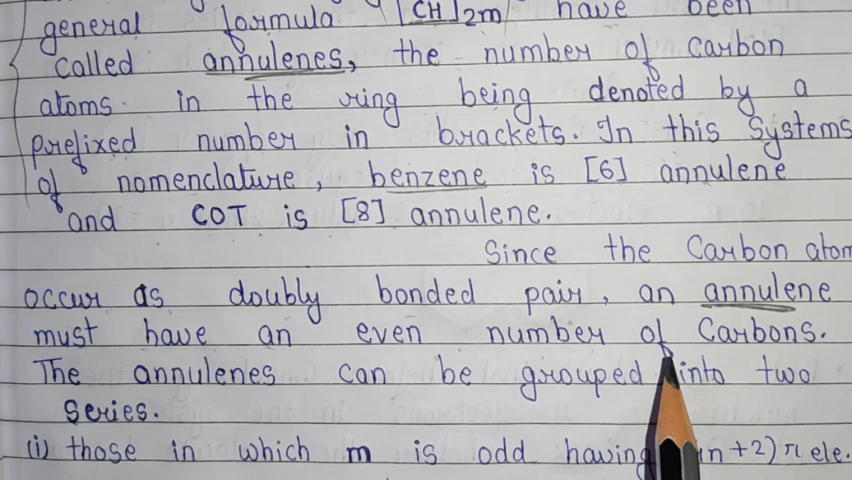 general formula [CH]2m have been
called annulenes, the number of carbon
atoms in the ring being denoted by a
prefixed number in brackets. In this Systems
of nomenclature, benzene is [6] annulene
and COT is [8] annulene.
Since the Carbon atom
occur as doubly bonded pair, an annulene
must have an even number of Carbons.
The annulenes can be grouped into two
series.
(i) those in which m is odd having n+2) π ele.